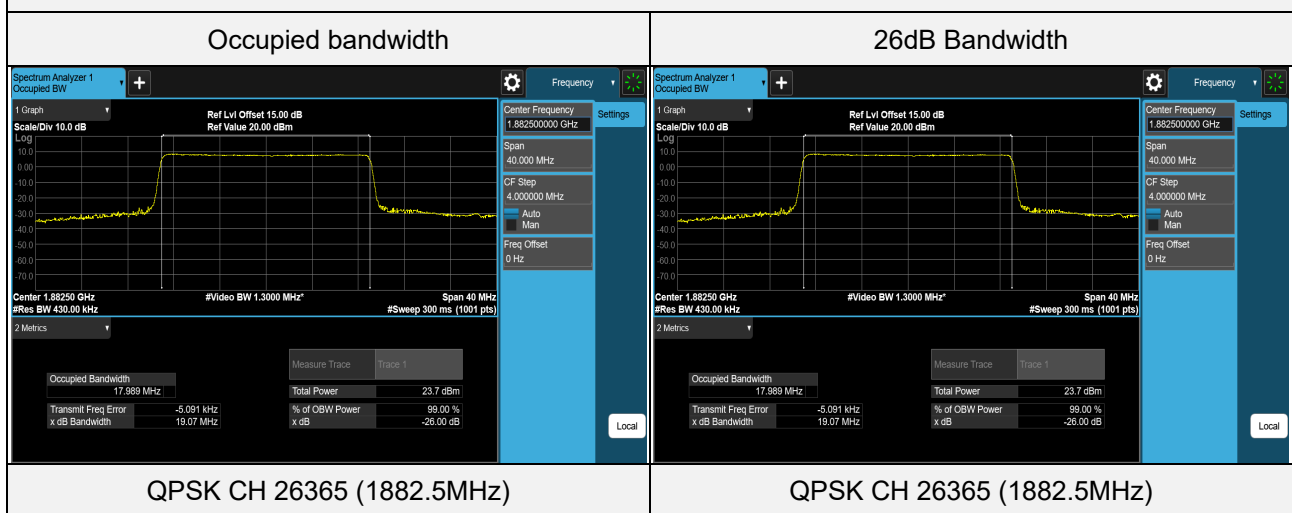 Occupied bandwidth
26dB Bandwidth
Spectrum Analyzer 1
Occupied BW
+
Frequency
1 Graph
Scale/Div 10.0 dB
Ref Lvl Offset 15.00 dB
Ref Value 20.00 dBm
Log
10.0
0.00
-10.0
-20.0
-30.0
-40.0
-50.0
-60.0
-70.0
Center 1.88250 GHz
#Video BW 1.3000 MHz*
Span 40 MHz
#Res BW 430.00 kHz
#Sweep 300 ms (1001 pts)
2 Metrics
Measure Trace
Trace 1
Occupied Bandwidth
17.989 MHz
Total Power
23.7 dBm
Transmit Freq Error
-5.091 kHz
% of OBW Power
99.00 %
x dB Bandwidth
19.07 MHz
x dB
-26.00 dB
Center Frequency
1.882500000 GHz
Settings
Span
40.000 MHz
CF Step
4.000000 MHz
Auto
Man
Freq Offset
0 Hz
Local
Spectrum Analyzer 1
Occupied BW
+
Frequency
1 Graph
Scale/Div 10.0 dB
Ref Lvl Offset 15.00 dB
Ref Value 20.00 dBm
Log
10.0
0.00
-10.0
-20.0
-30.0
-40.0
-50.0
-60.0
-70.0
Center 1.88250 GHz
#Video BW 1.3000 MHz*
Span 40 MHz
#Res BW 430.00 kHz
#Sweep 300 ms (1001 pts)
2 Metrics
Measure Trace
Trace 1
Occupied Bandwidth
17.989 MHz
Total Power
23.7 dBm
Transmit Freq Error
-5.091 kHz
% of OBW Power
99.00 %
x dB Bandwidth
19.07 MHz
x dB
-26.00 dB
Center Frequency
1.882500000 GHz
Settings
Span
40.000 MHz
CF Step
4.000000 MHz
Auto
Man
Freq Offset
0 Hz
Local
QPSK CH 26365 (1882.5MHz)
QPSK CH 26365 (1882.5MHz)